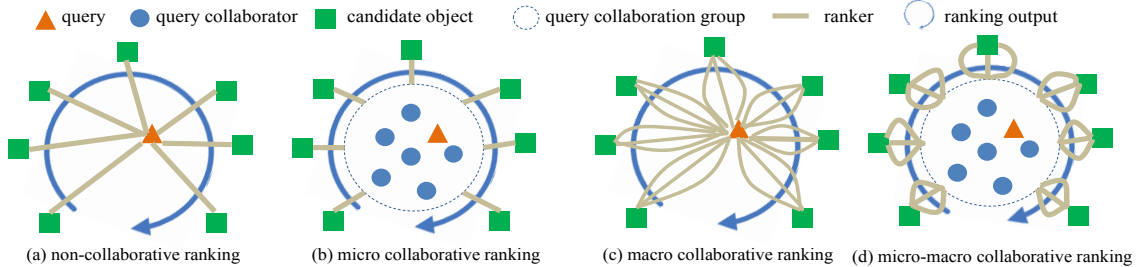 query query collaborator candidate object query collaboration group ranker ranking output
(a) non-collaborative ranking (b) micro collaborative ranking (c) macro collaborative ranking (d) micro-macro collaborative ranking